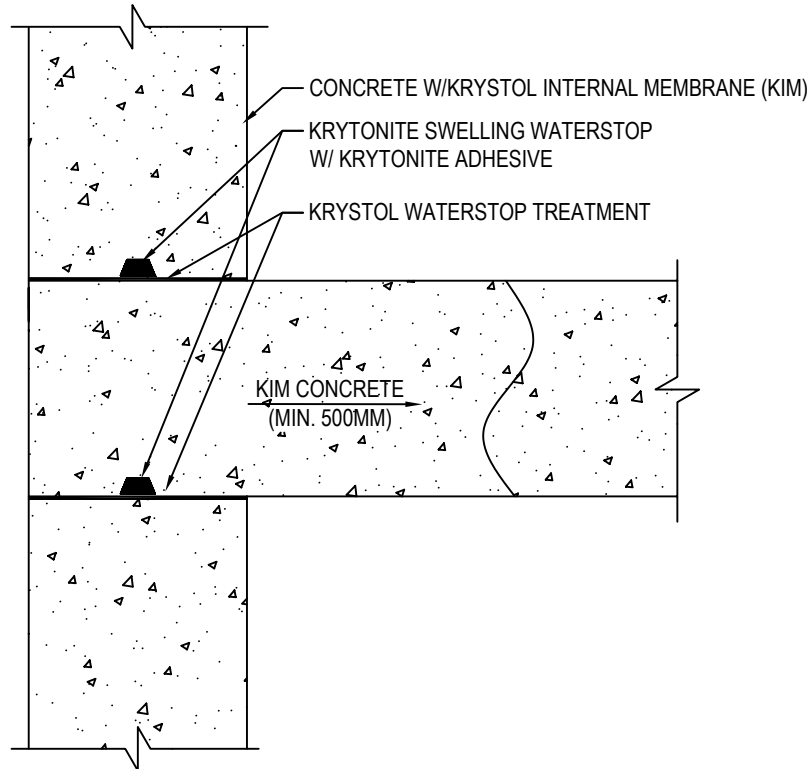 CONCRETE W/KRYSTOL INTERNAL MEMBRANE (KIM)
KRYTONITE SWELLING WATERSTOP
W/ KRYTONITE ADHESIVE
KRYSTOL WATERSTOP TREATMENT
KIM CONCRETE
(MIN. 500MM)